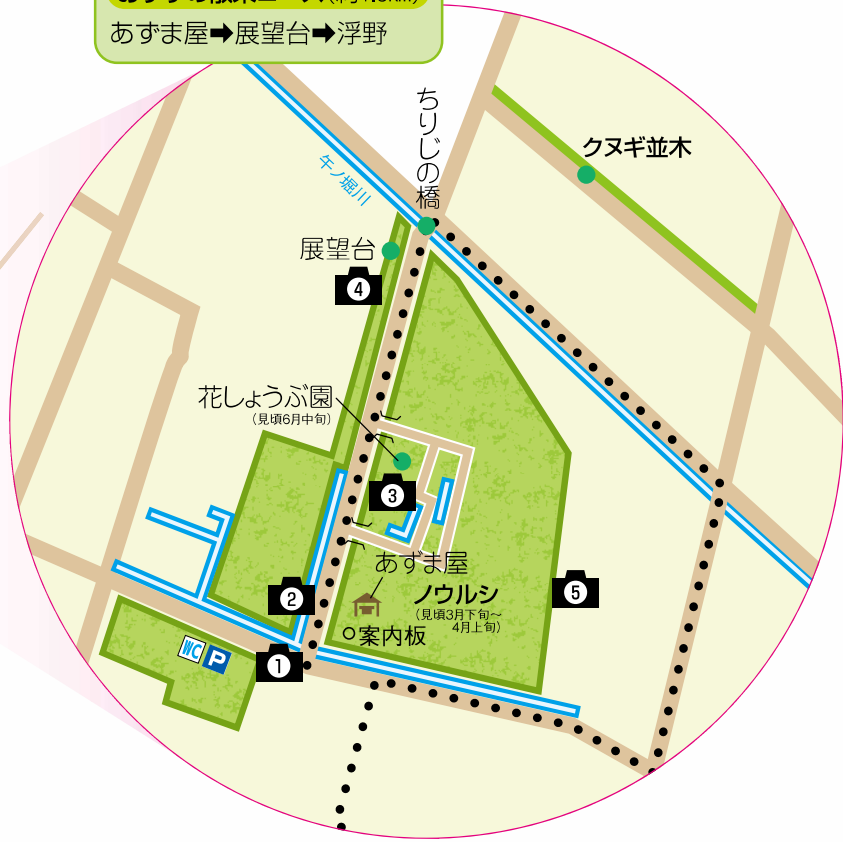 あずま屋➡展望台➡浮野
ちりじの橋
クヌギ並木
午ノ堀川
展望台
4
花しょうぶ園
(見頃6月中旬)
3
あずま屋
2
ノウルシ
(見頃3月下旬～
4月上旬)
5
案内板
WC P
1